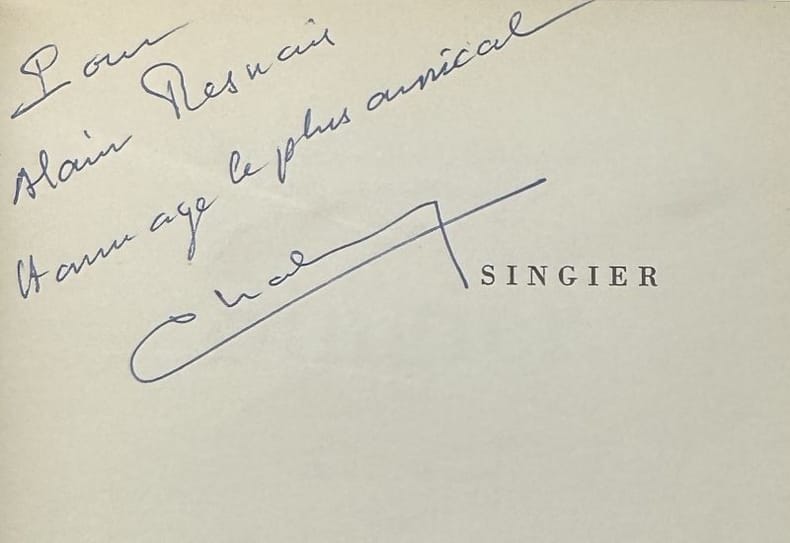 Pour
Alain Resnais
Hommage le plus amical
SINGIER